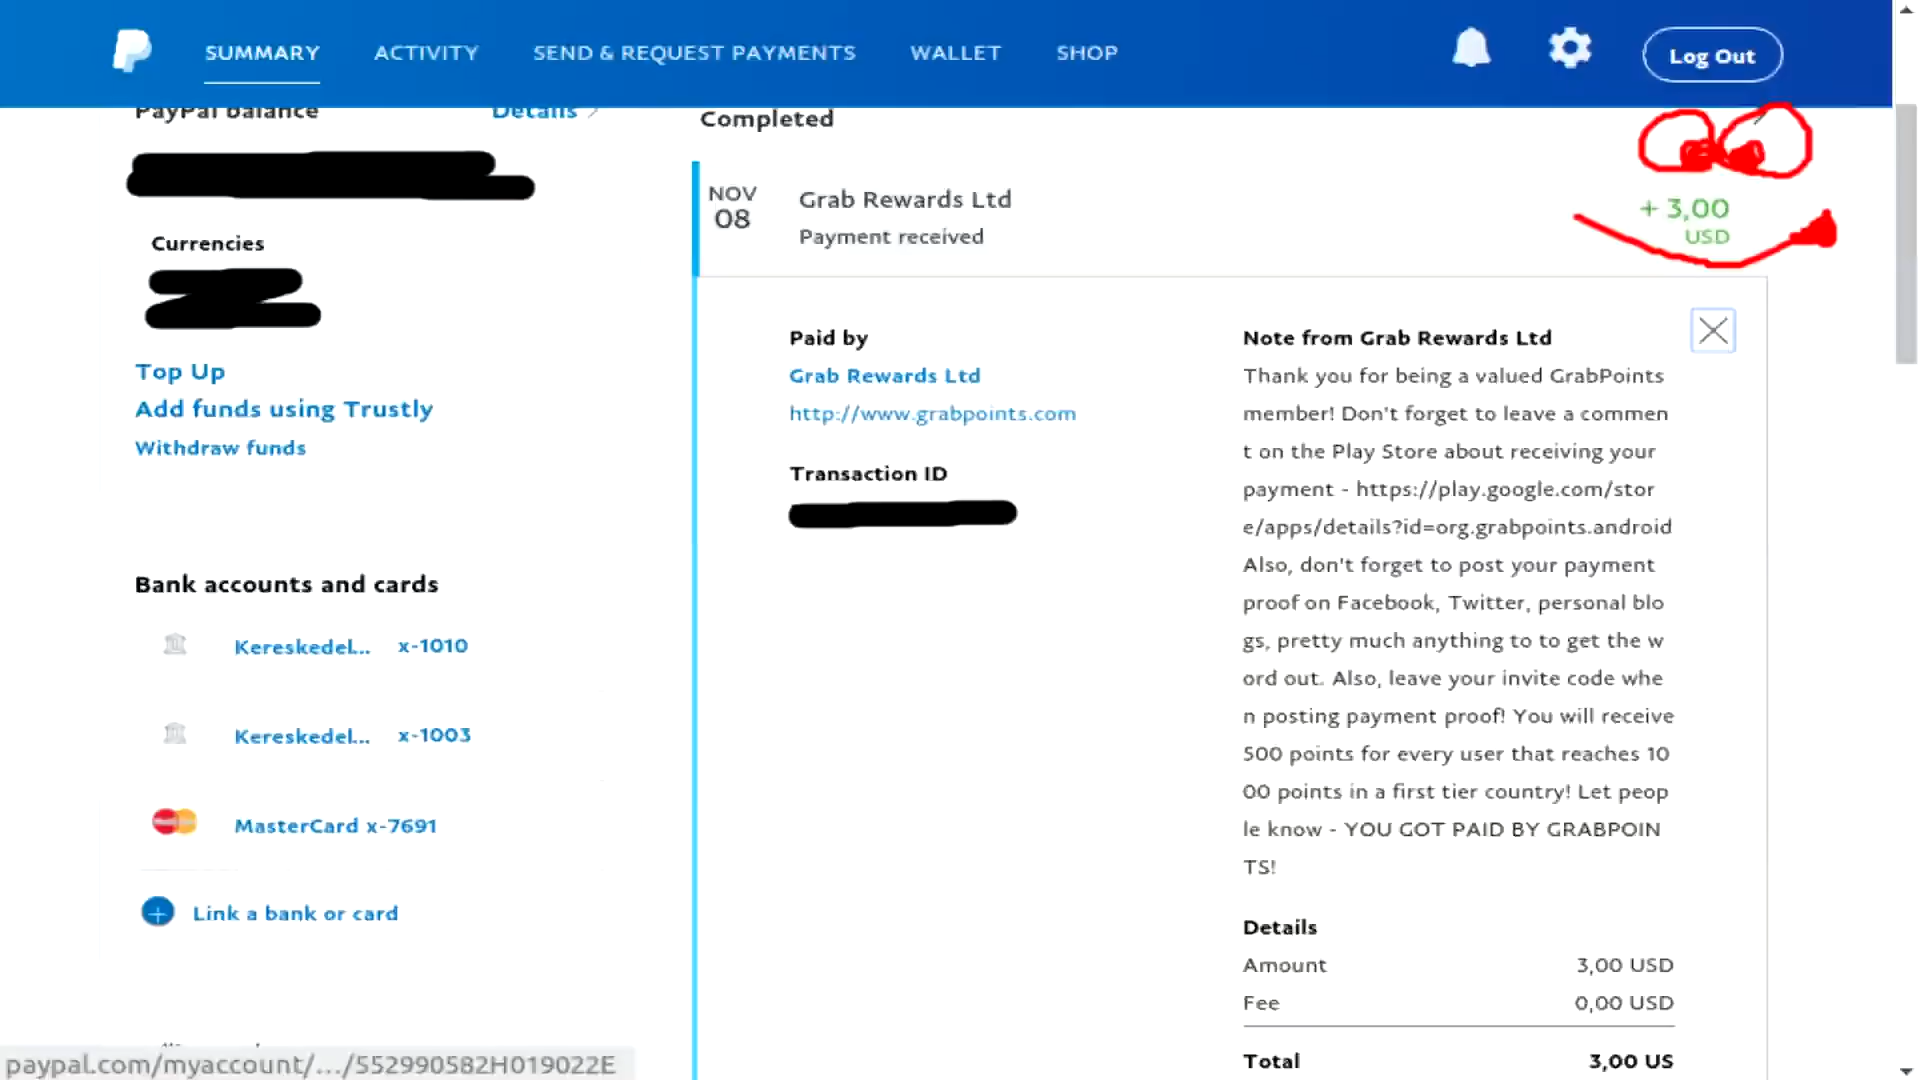 SUMMARY
ACTIVITY
SEND & REQUEST PAYMENTS
WALLET
SHOP
Log Out
PayPal balance
Details
Currencies
Top Up
Add funds using Trustly
Withdraw funds
Bank accounts and cards
Kereskedel... x-1010
Kereskedel... x-1003
MasterCard x-7691
Link a bank or card
Completed
NOV
08
Grab Rewards Ltd
Payment received
+ 3,00
USD
Paid by
Grab Rewards Ltd
http://www.grabpoints.com
Transaction ID
Note from Grab Rewards Ltd
Thank you for being a valued GrabPoints
member! Don't forget to leave a commen
t on the Play Store about receiving your
payment - https://play.google.com/stor
e/apps/details?id=org.grabpoints.android
Also, don't forget to post your payment
proof on Facebook, Twitter, personal blo
gs, pretty much anything to to get the w
ord out. Also, leave your invite code whe
n posting payment proof! You will receive
500 points for every user that reaches 10
00 points in a first tier country! Let peop
le know - YOU GOT PAID BY GRABPOIN
TS!
Details
Amount 3,00 USD
Fee 0,00 USD
Total 3,00 US
paypal.com/myaccount/.../552990582H019022E